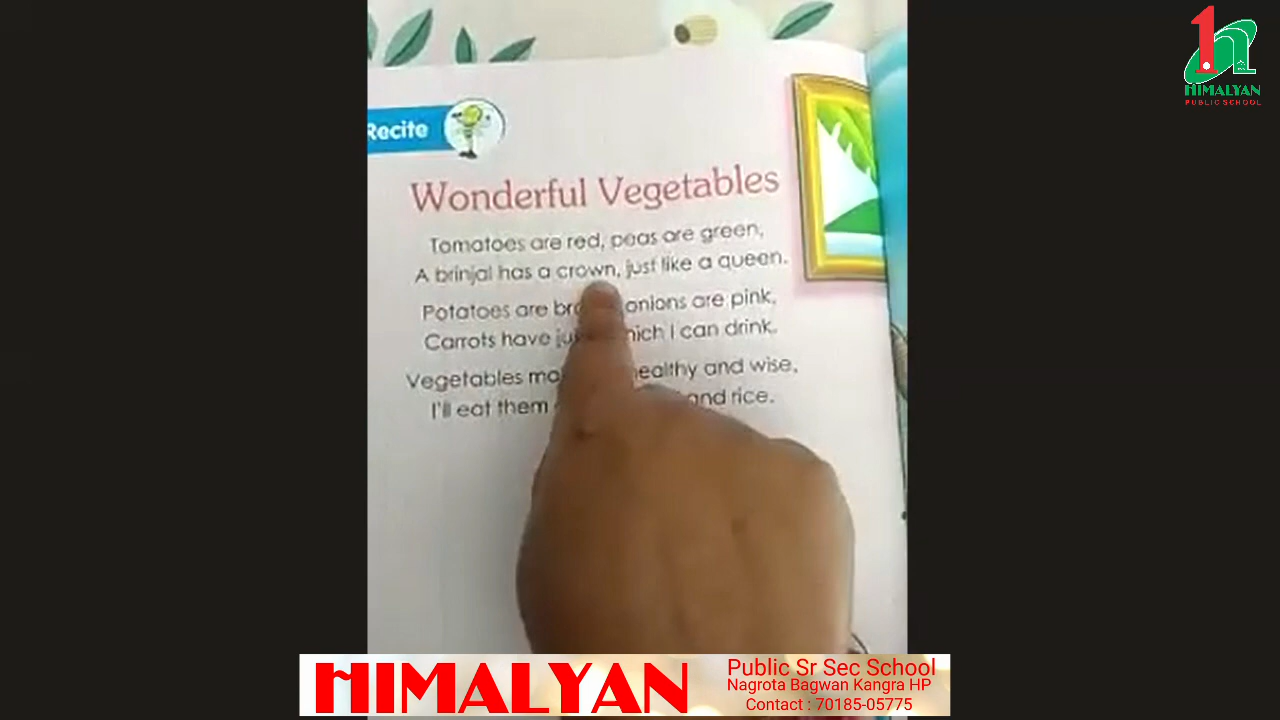 Recite
Wonderful Vegetables
Tomatoes are red, peas are green,
A brinjal has a crown, just like a queen.
Potatoes are onions are pink,
Carrots have I can drink.
Vegetables healthy and wise,
I'll eat them and rice.
1h
HIMALYAN
PUBLIC SCHOOL
HIMALYAN
Public Sr Sec School
Nagrota Bagwan Kangra HP
Contact : 70185-05775